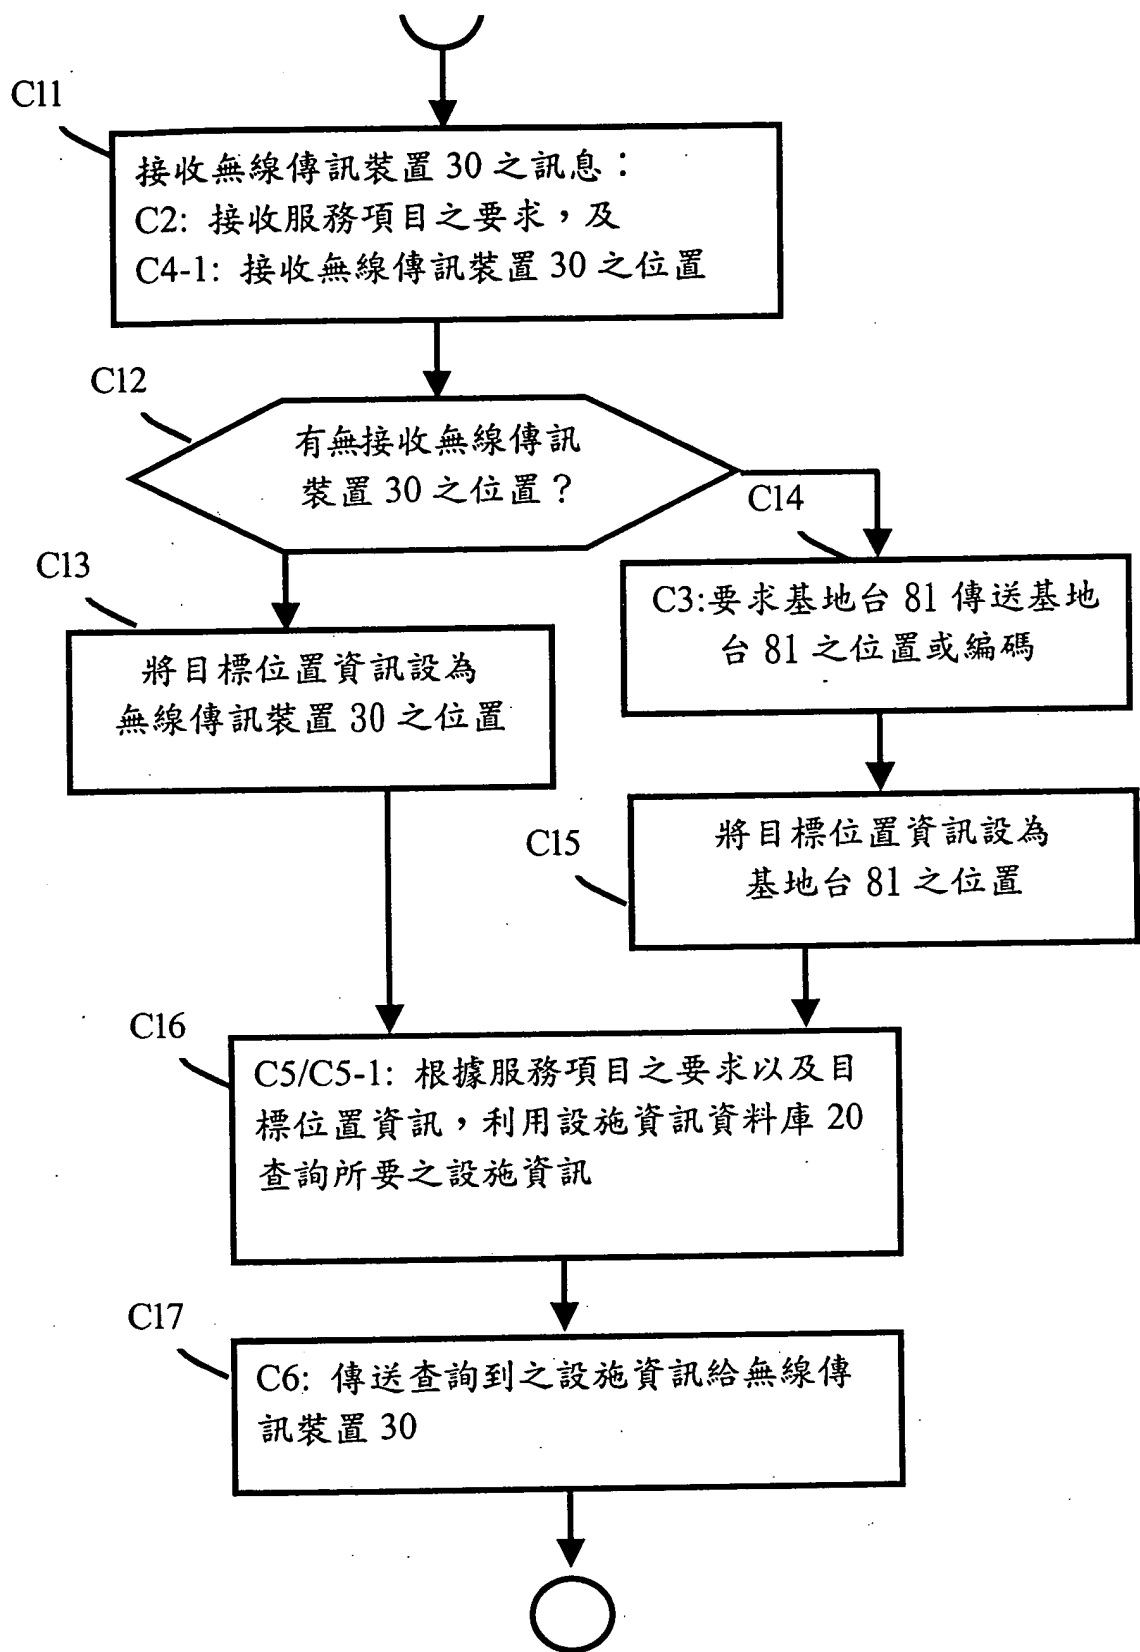 C11
接收無線傳訊裝置 30 之訊息：
C2: 接收服務項目之要求，及
C4-1: 接收無線傳訊裝置 30 之位置
C12
有無接收無線傳訊
裝置 30 之位置？
C13
將目標位置資訊設為
無線傳訊裝置 30 之位置
C14
C3:要求基地台 81 傳送基地
台 81 之位置或編碼
C15
將目標位置資訊設為
基地台 81 之位置
C16
C5/C5-1: 根據服務項目之要求以及目
標位置資訊，利用設施資訊資料庫 20
查詢所要之設施資訊
C17
C6: 傳送查詢到之設施資訊給無線傳
訊裝置 30